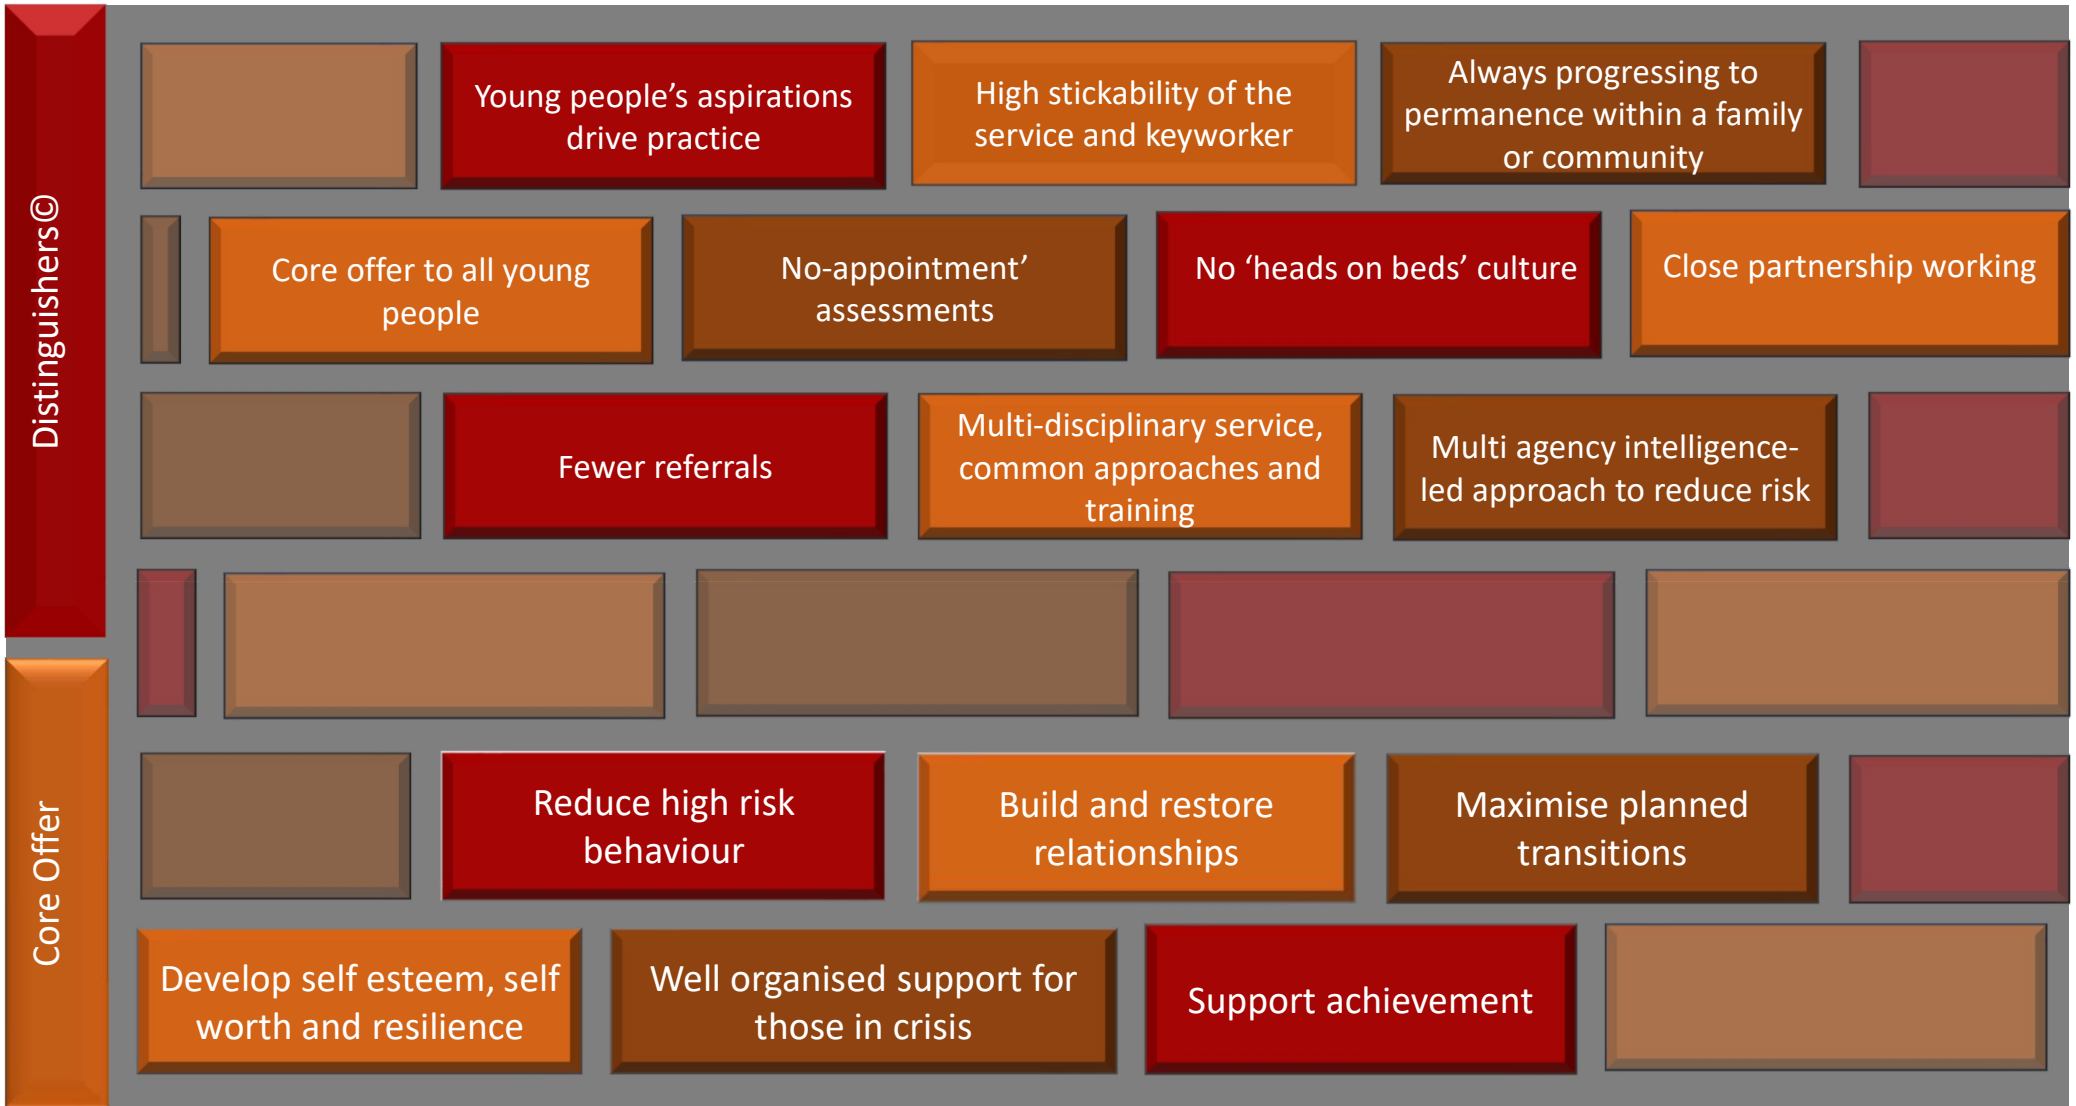 Distinguishers©
Young people’s aspirations
drive practice
High stickability of the
service and keyworker
Always progressing to
permanence within a family
or community
Core offer to all young
people
No-appointment’
assessments
No ‘heads on beds’ culture
Close partnership working
Fewer referrals
Multi-disciplinary service,
common approaches and
training
Multi agency intelligence-
led approach to reduce risk
Core Offer
Reduce high risk
behaviour
Build and restore
relationships
Maximise planned
transitions
Develop self esteem, self
worth and resilience
Well organised support for
those in crisis
Support achievement